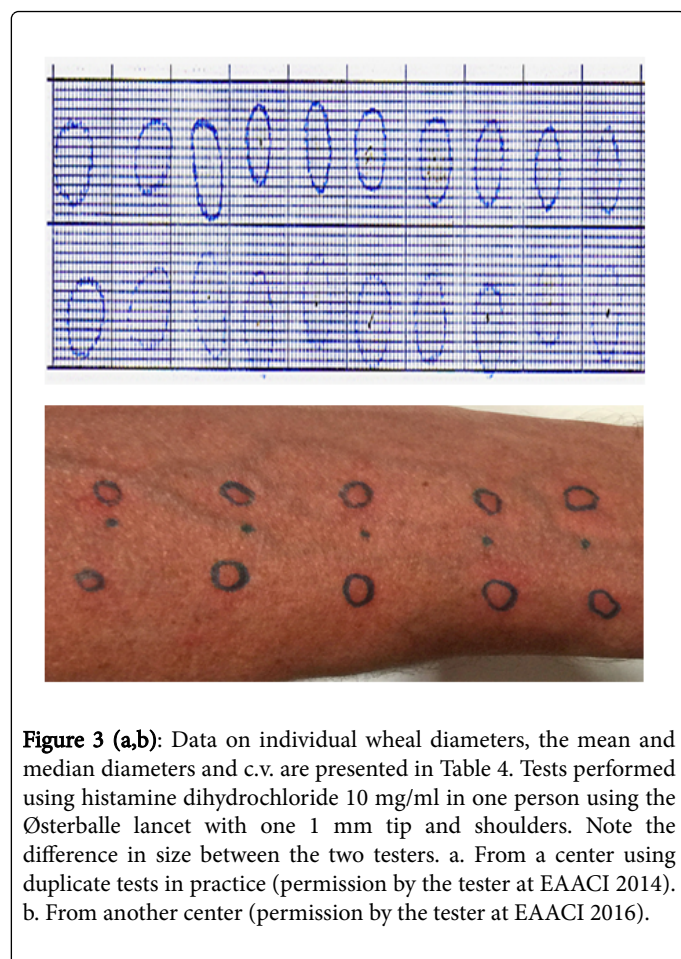 Figure 3 (a,b): Data on individual wheal diameters, the mean and
median diameters and c.v. are presented in Table 4. Tests performed
using histamine dihydrochloride 10 mg/ml in one person using the
Østerballe lancet with one 1 mm tip and shoulders. Note the
difference in size between the two testers. a. From a center using
duplicate tests in practice (permission by the tester at EAACI 2014).
b. From another center (permission by the tester at EAACI 2016).